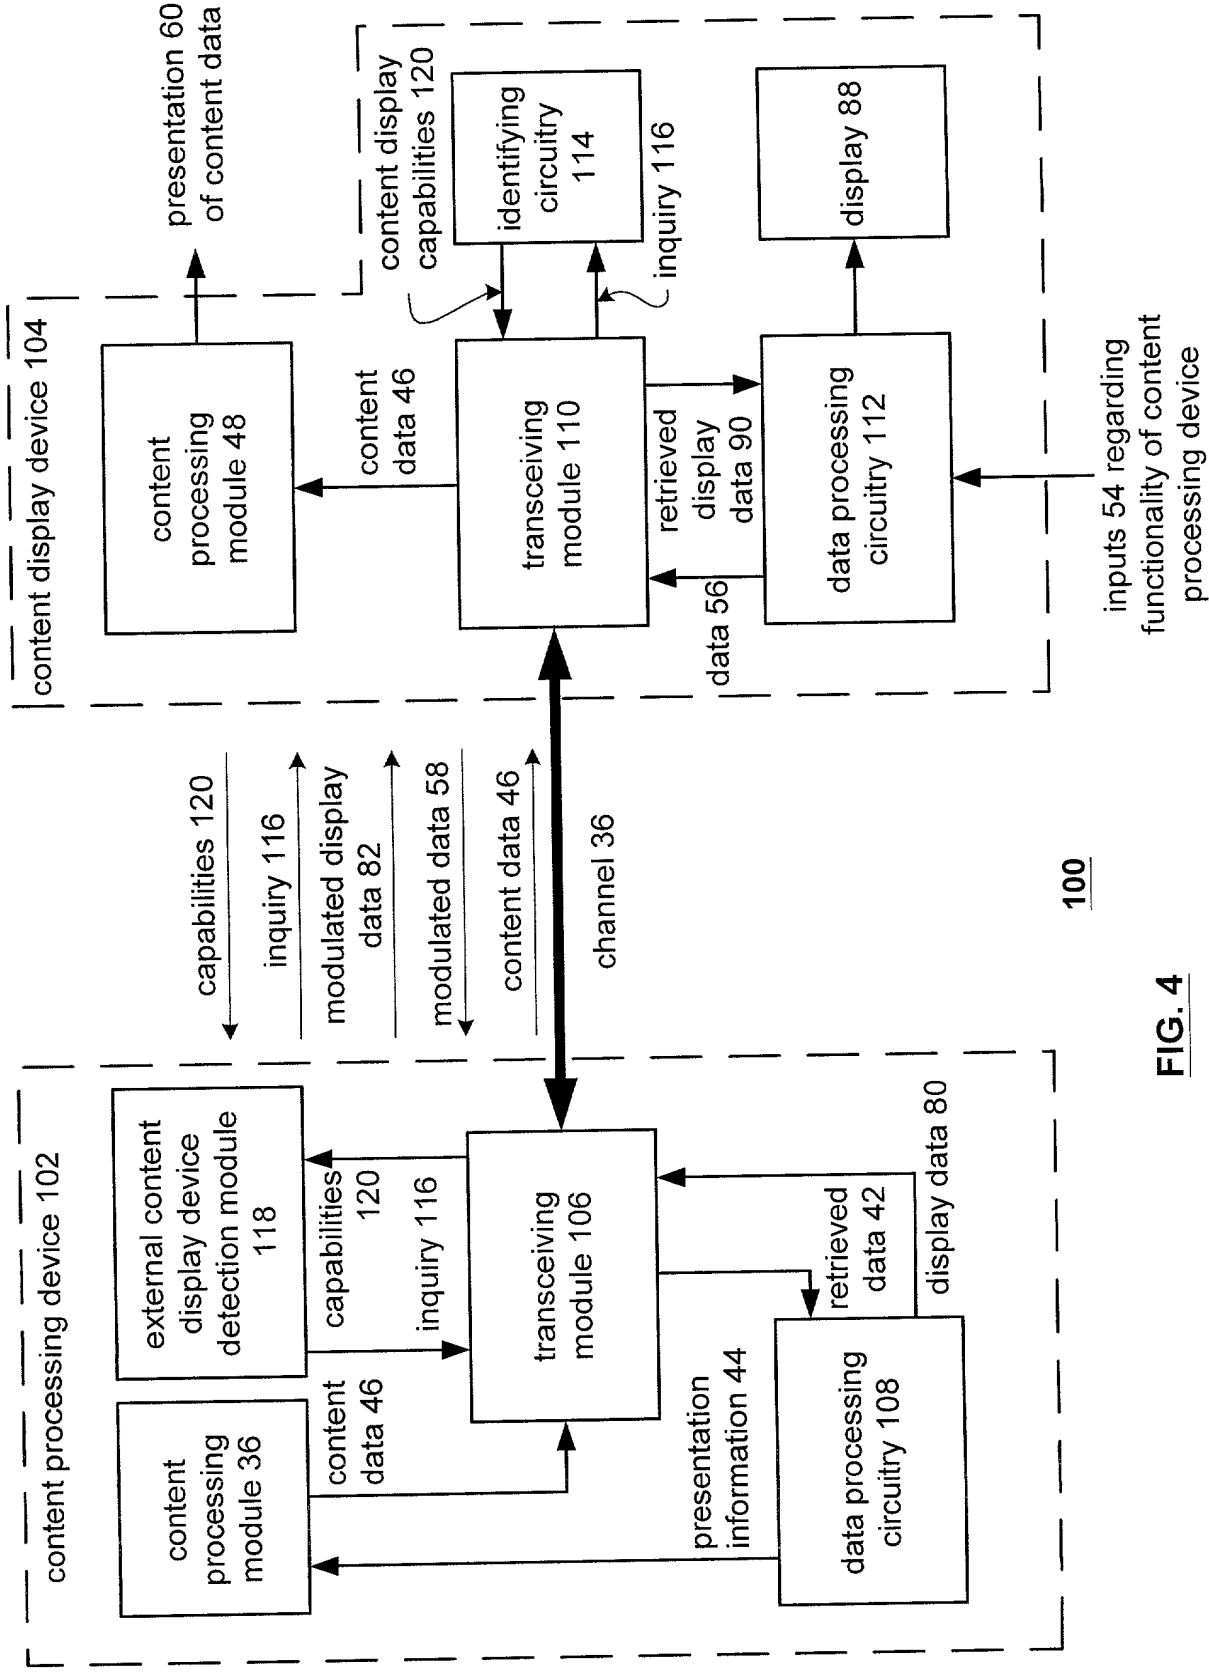 content processing device 102
content
processing
module 36
external content
display device
detection module
118
content
data 46
capabilities
120
inquiry 116
transceiving
module 106
presentation
information 44
retrieved
data 42
display data 80
data processing
circuitry 108
capabilities 120
inquiry 116
modulated display
data 82
modulated data 58
content data 46
channel 36
content display device 104
content
processing
module 48
presentation 60
of content data
content
data 46
content display
capabilities 120
identifying
circuitry
114
inquiry 116
transceiving
module 110
retrieved
display
data 90
data 56
data processing
circuitry 112
display 88
inputs 54 regarding
functionality of content
processing device
100
FIG. 4